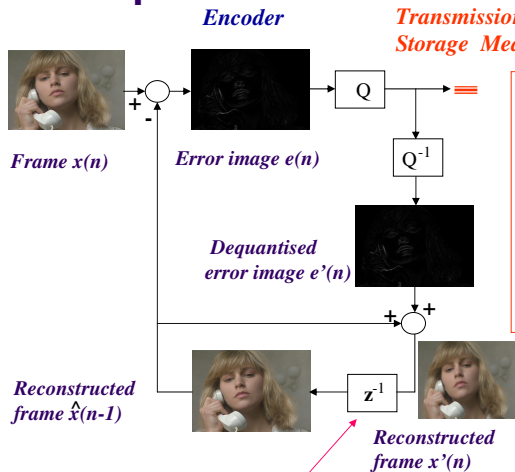 Encoder
Transmission
Storage Med
+
-
Q
Frame x(n)
Error image e(n)
Q-1
Dequantised
error image e’(n)
+
+
z-1
Reconstructed
frame x̂(n-1)
Reconstructed
frame x’(n)